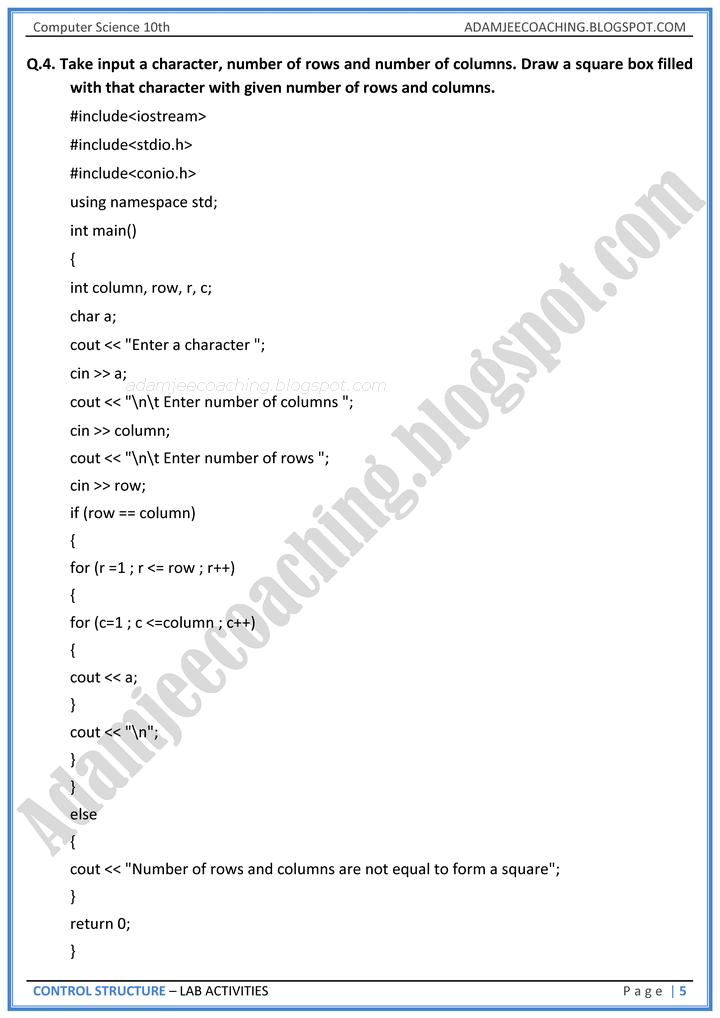 Computer Science 10th ADAMJEECOACHING.BLOGSPOT.COM
Q.4. Take input a character, number of rows and number of columns. Draw a square box filled
with that character with given number of rows and columns.
#include<iostream>
#include<stdio.h>
#include<conio.h>
using namespace std;
int main()
{
int column, row, r, c;
char a;
cout << "Enter a character ";
cin >> a;
adamjeecoaching.blogspot.com
cout << "\n\t Enter number of columns ";
cin >> column;
cout << "\n\t Enter number of rows ";
cin >> row;
if (row == column)
{
for (r =1 ; r <= row ; r++)
{
for (c=1 ; c <=column ; c++)
{
cout << a;
}
cout << "\n";
}
}
else
{
cout << "Number of rows and columns are not equal to form a square";
}
return 0;
}
Adamjeecoaching.blogspot.com
CONTROL STRUCTURE – LAB ACTIVITIES P a g e | 5